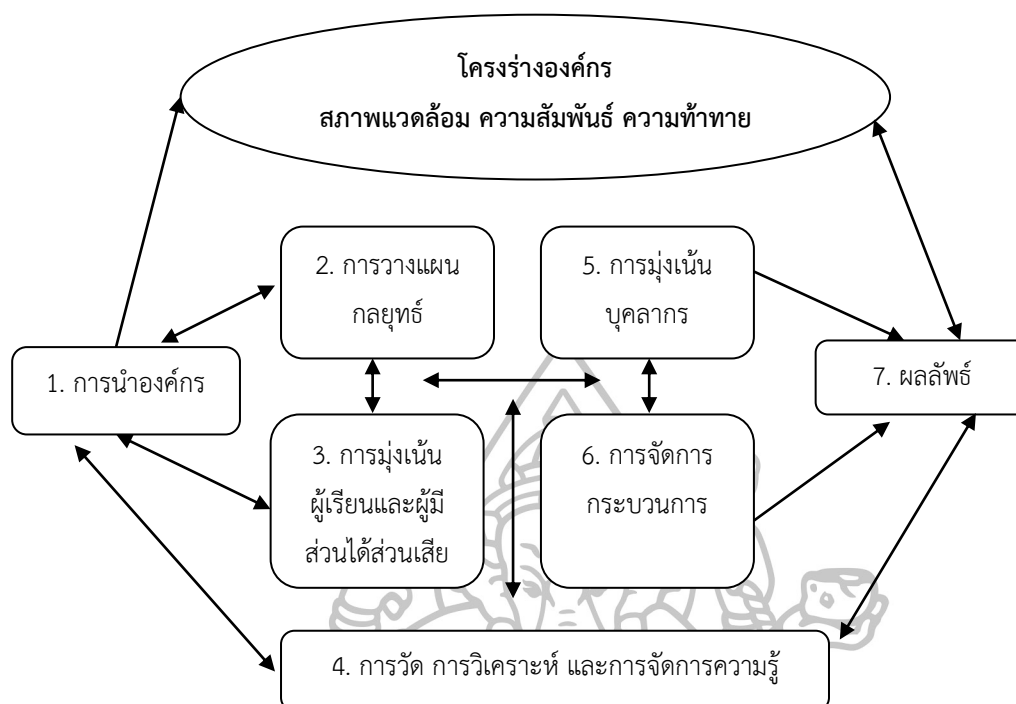 โครงร่างองค์กร
สภาพแวดล้อม ความสัมพันธ์ ความท้าทาย
2. การวางแผน
กลยุทธ์
5. การมุ่งเน้น
บุคลากร
1. การนำองค์กร
7. ผลลัพธ์
3. การมุ่งเน้น
ผู้เรียนและผู้มี
ส่วนได้ส่วนเสีย
6. การจัดการ
กระบวนการ
4. การวัด การวิเคราะห์ และการจัดการความรู้